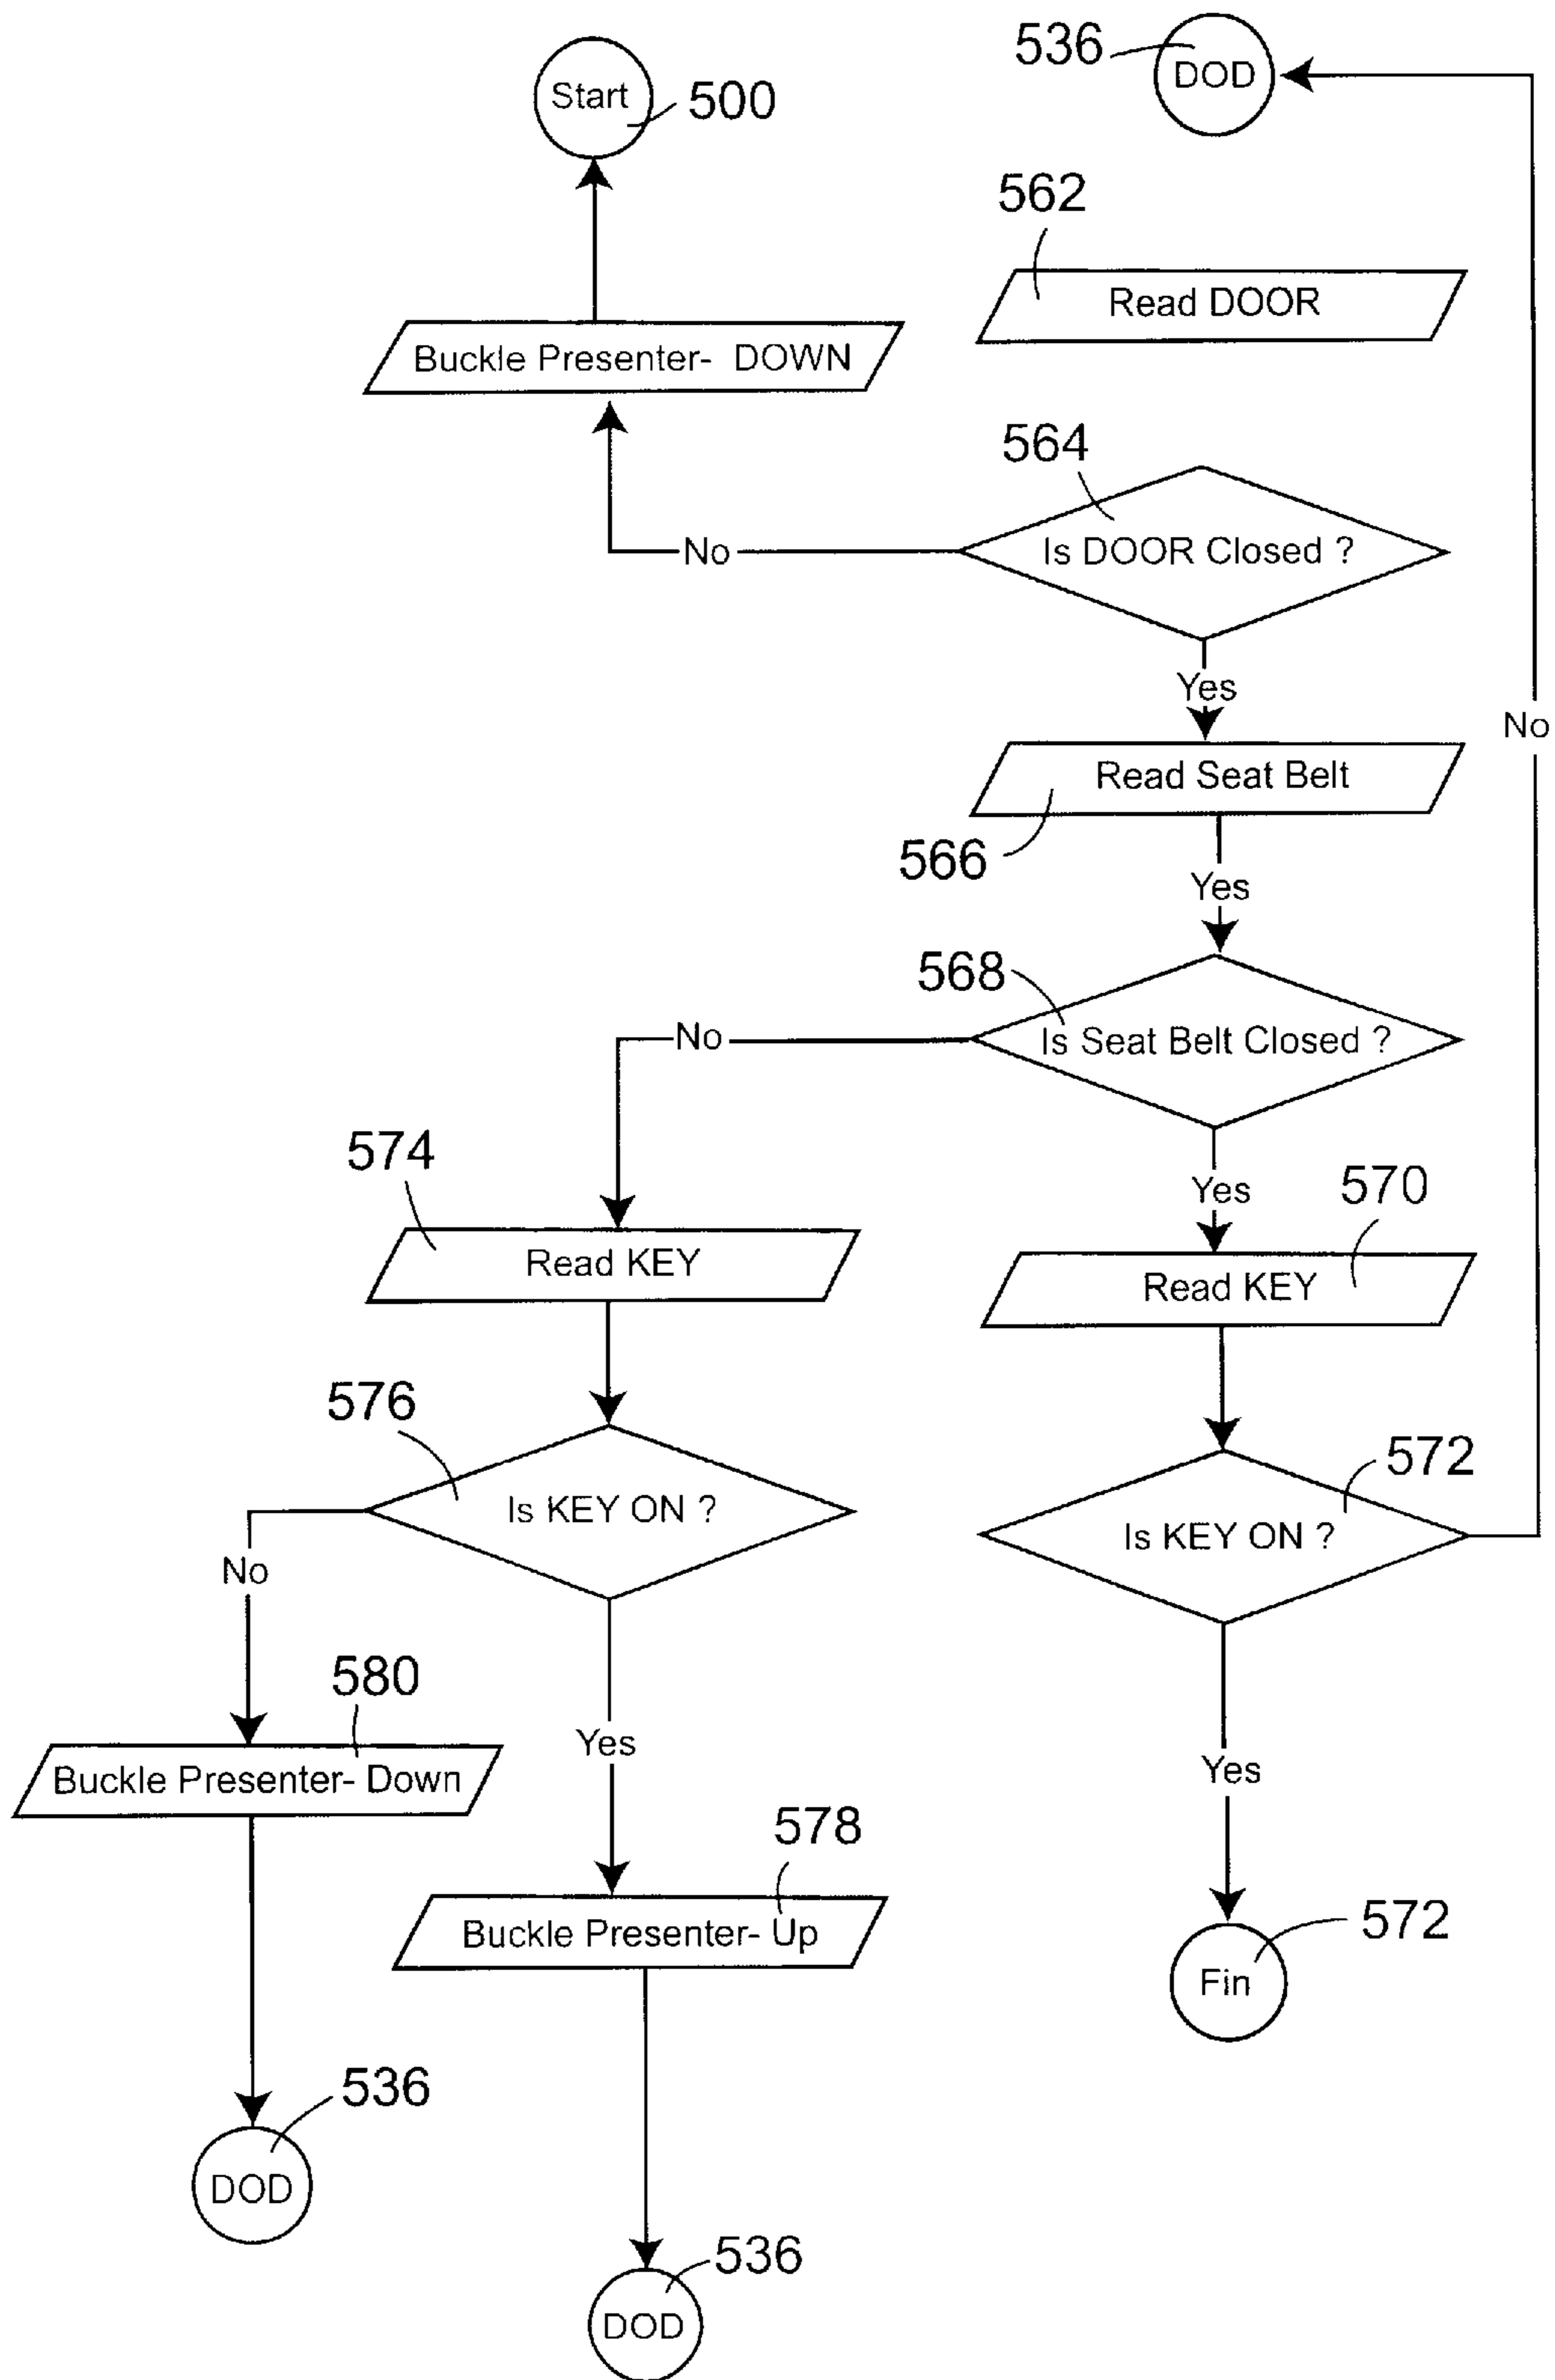 536
DOD
Start
500
562
Read DOOR
Buckle Presenter- DOWN
564
Is DOOR Closed ?
No
Yes
No
Read Seat Belt
566
Yes
568
Is Seat Belt Closed ?
No
574
Yes
570
Read KEY
Read KEY
576
572
Is KEY ON ?
Is KEY ON ?
No
580
Yes
Yes
Buckle Presenter- Down
578
Buckle Presenter- Up
572
Fin
536
DOD
536
DOD